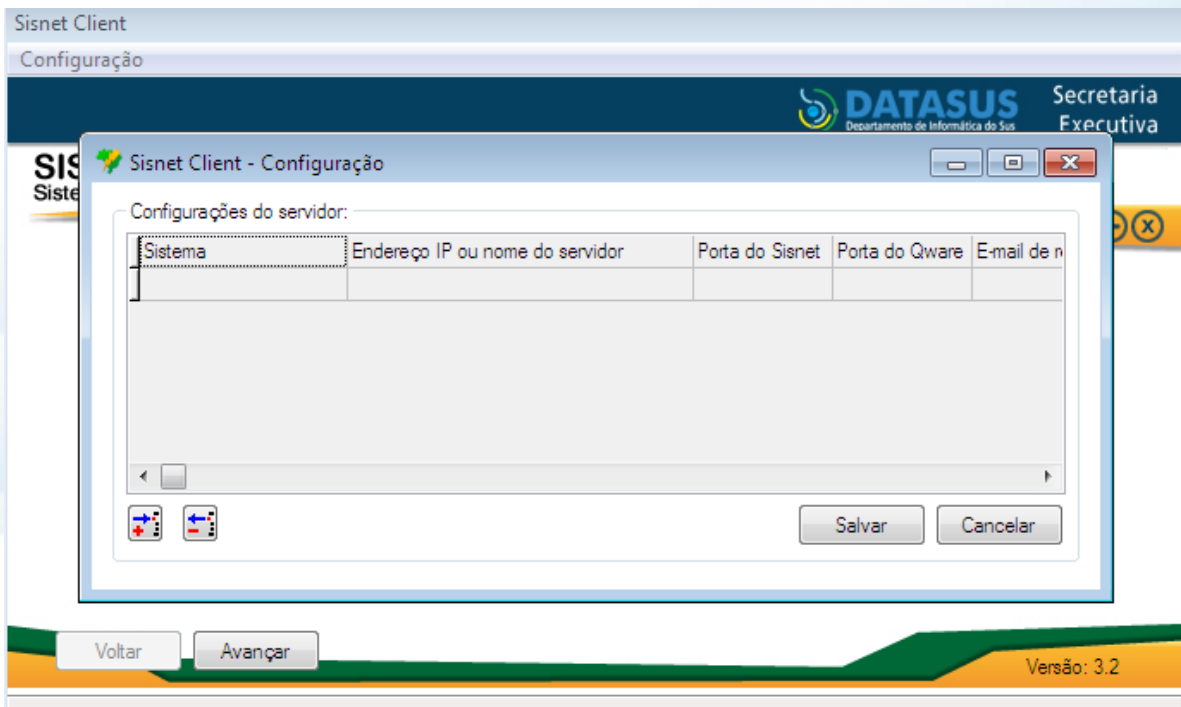 Sisnet Client
Configuração
DATASUS
Departamento de Informática do Sus
Secretaria
Executiva
SIS
Siste
Sisnet Client - Configuração
Configurações do servidor:
Sistema Endereço IP ou nome do servidor Porta do Sisnet Porta do Qware E-mail de
Salvar Cancelar
Voltar Avançar
Versão: 3.2